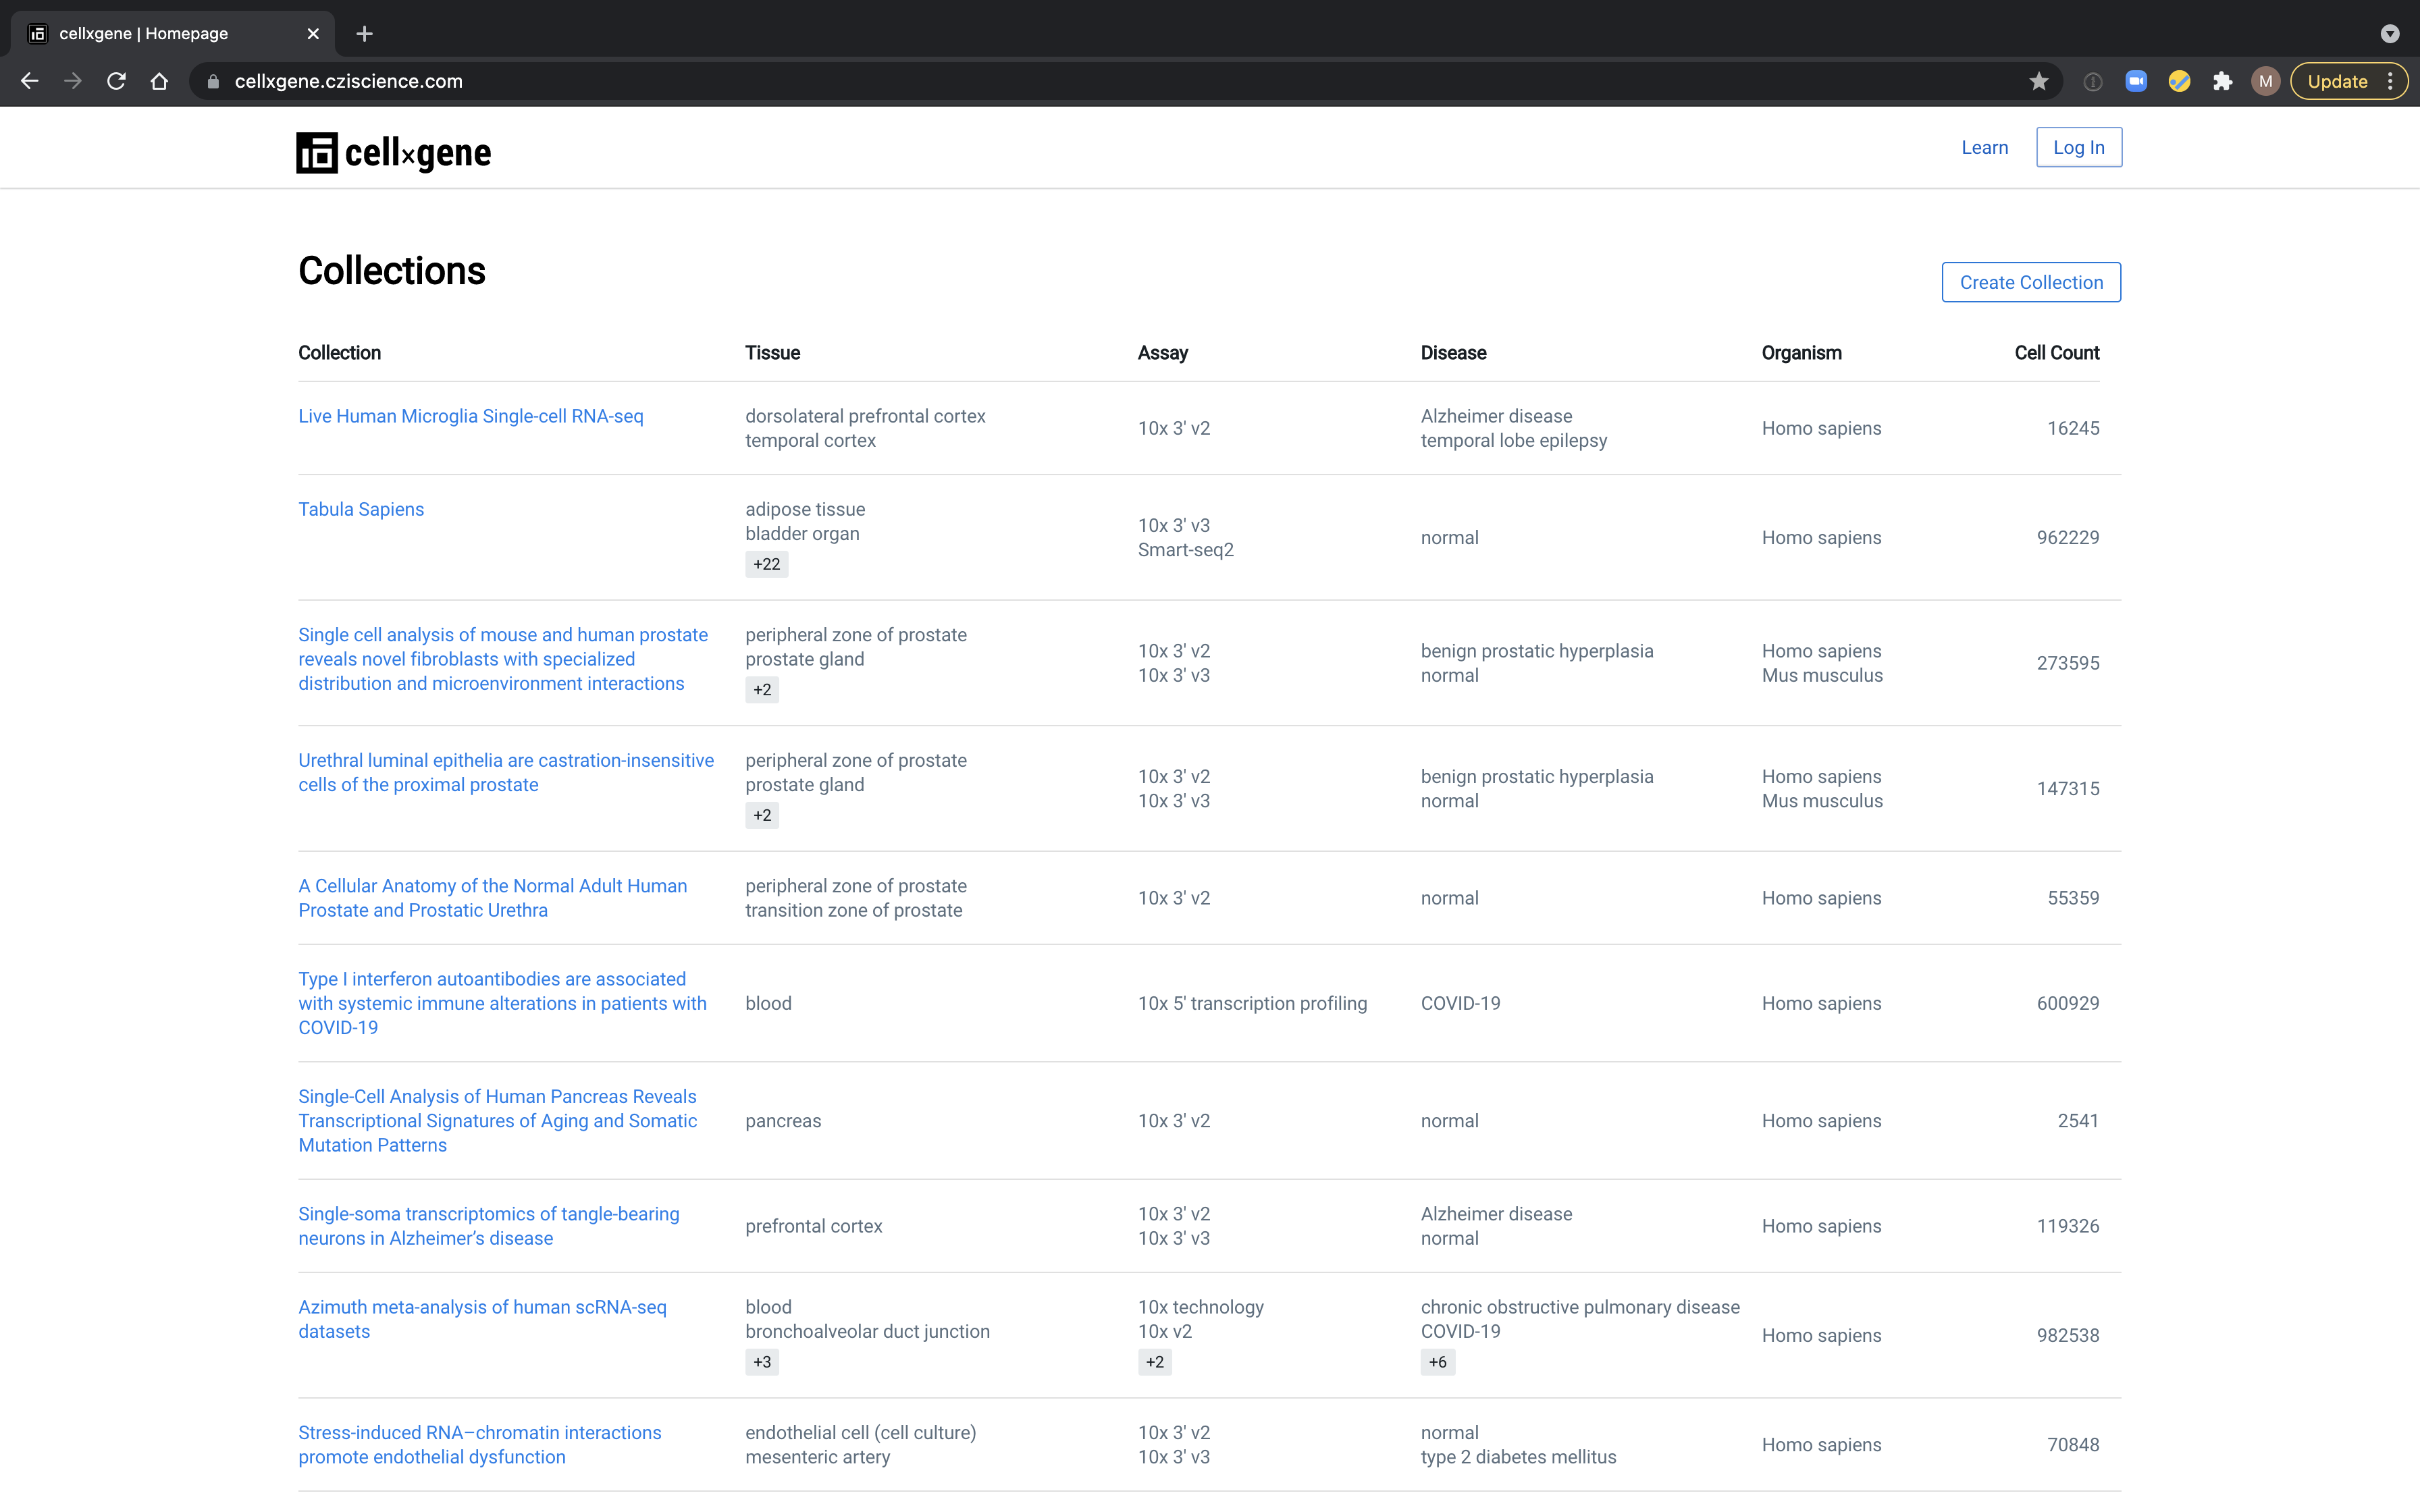 cellxgene | Homepage
cellxgene.cziscience.com
M
Update
cell×gene
Learn
Log In
Collections
Create Collection
Collection Tissue Assay Disease Organism Cell Count
Live Human Microglia Single-cell RNA-seq
dorsolateral prefrontal cortex
temporal cortex
10x 3' v2
Alzheimer disease
temporal lobe epilepsy
Homo sapiens
16245
Tabula Sapiens
adipose tissue
bladder organ
+22
10x 3' v3
Smart-seq2
normal
Homo sapiens
962229
Single cell analysis of mouse and human prostate
reveals novel fibroblasts with specialized
distribution and microenvironment interactions
peripheral zone of prostate
prostate gland
+2
10x 3' v2
10x 3' v3
benign prostatic hyperplasia
normal
Homo sapiens
Mus musculus
273595
Urethral luminal epithelia are castration-insensitive
cells of the proximal prostate
peripheral zone of prostate
prostate gland
+2
10x 3' v2
10x 3' v3
benign prostatic hyperplasia
normal
Homo sapiens
Mus musculus
147315
A Cellular Anatomy of the Normal Adult Human
Prostate and Prostatic Urethra
peripheral zone of prostate
transition zone of prostate
10x 3' v2
normal
Homo sapiens
55359
Type I interferon autoantibodies are associated
with systemic immune alterations in patients with
COVID-19
blood
10x 5' transcription profiling
COVID-19
Homo sapiens
600929
Single-Cell Analysis of Human Pancreas Reveals
Transcriptional Signatures of Aging and Somatic
Mutation Patterns
pancreas
10x 3' v2
normal
Homo sapiens
2541
Single-soma transcriptomics of tangle-bearing
neurons in Alzheimer’s disease
prefrontal cortex
10x 3' v2
10x 3' v3
Alzheimer disease
normal
Homo sapiens
119326
Azimuth meta-analysis of human scRNA-seq
datasets
blood
bronchoalveolar duct junction
+3
10x technology
10x v2
+2
chronic obstructive pulmonary disease
COVID-19
+6
Homo sapiens
982538
Stress-induced RNA–chromatin interactions
promote endothelial dysfunction
endothelial cell (cell culture)
mesenteric artery
10x 3' v2
10x 3' v3
normal
type 2 diabetes mellitus
Homo sapiens
70848